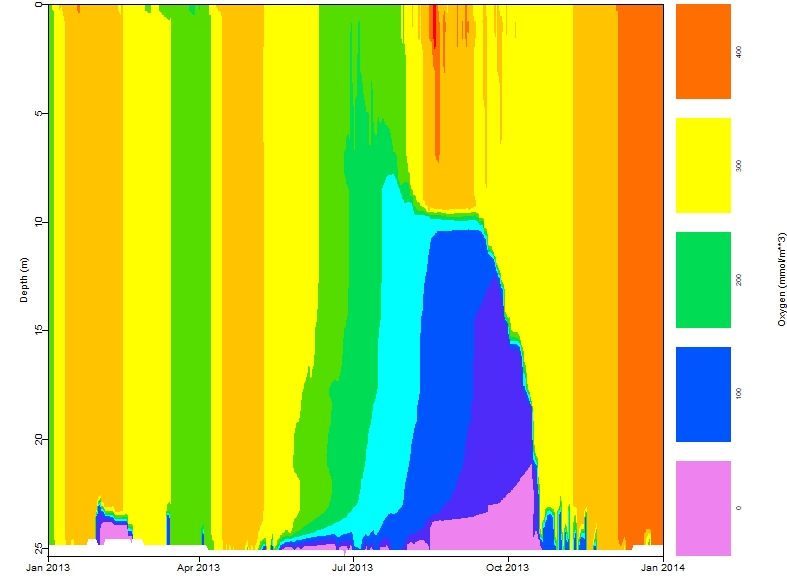 0
5
10
15
20
25
Depth (m)
Jan 2013
Apr 2013
Jul 2013
Oct 2013
Jan 2014
400
300
200
100
0
Oxygen (mmol/m**3)